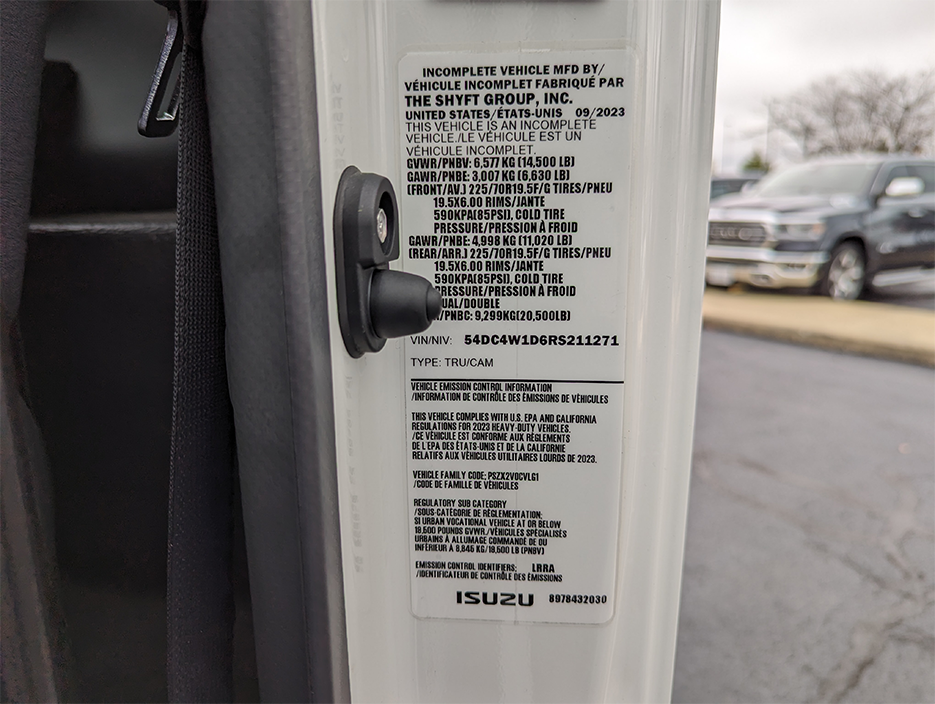 INCOMPLETE VEHICLE MFD BY/
VÉHICULE INCOMPLET FABRIQUÉ PAR
THE SHYFT GROUP, INC.
UNITED STATES/ÉTATS-UNIS 09/2023
THIS VEHICLE IS AN INCOMPLETE
VEHICLE./LE VÉHICULE EST UN
VÉHICULE INCOMPLET.
GVWR/PNBV: 6,577 KG (14,500 LB)
GAWR/PNBE: 3,007 KG (6,630 LB)
(FRONT/AV.) 225/70R19.5F/G TIRES/PNEU
19.5X6.00 RIMS/JANTE
590KPA(85PSI), COLD TIRE
PRESSURE/PRESSION À FROID
GAWR/PNBE: 4,998 KG (11,020 LB)
(REAR/ARR.) 225/70R19.5F/G TIRES/PNEU
19.5X6.00 RIMS/JANTE
590KPA(85PSI), COLD TIRE
RESSURE/PRESSION À FROID
UAL/DOUBLE
/PNBC: 9,299KG(20,500LB)
VIN/NIV: 54DC4W1D6RS211271
TYPE: TRU/CAM
VEHICLE EMISSION CONTROL INFORMATION
/INFORMATION DE CONTRÔLE DES ÉMISSIONS DE VÉHICULES
THIS VEHICLE COMPLIES WITH U.S. EPA AND CALIFORNIA
REGULATIONS FOR 2023 HEAVY-DUTY VEHICLES.
/CE VÉHICULE EST CONFORME AUX RÈGLEMENTS
DE L'EPA DES ÉTATS-UNIS ET DE LA CALIFORNIE
RELATIFS AUX VÉHICULES UTILITAIRES LOURDS DE 2023.
VEHICLE FAMILY CODE: PSZX2VOCVLG1
/CODE DE FAMILLE DE VÉHICULES
REGULATORY SUB CATEGORY
/SOUS-CATÉGORIE DE RÉGLEMENTATION:
SI URBAN VOCATIONAL VEHICLE AT OR BELOW
19,500 POUNDS GVWR./VÉHICULES SPÉCIALISÉS
URBAINS À ALLUMAGE COMMANDÉ DE OU
INFÉRIEUR À 8,845 KG/19,500 LB (PNBV)
EMISSION CONTROL IDENTIFIERS: LRRA
/IDENTIFICATEUR DE CONTRÔLE DES ÉMISSIONS
ISUZU 8978432030